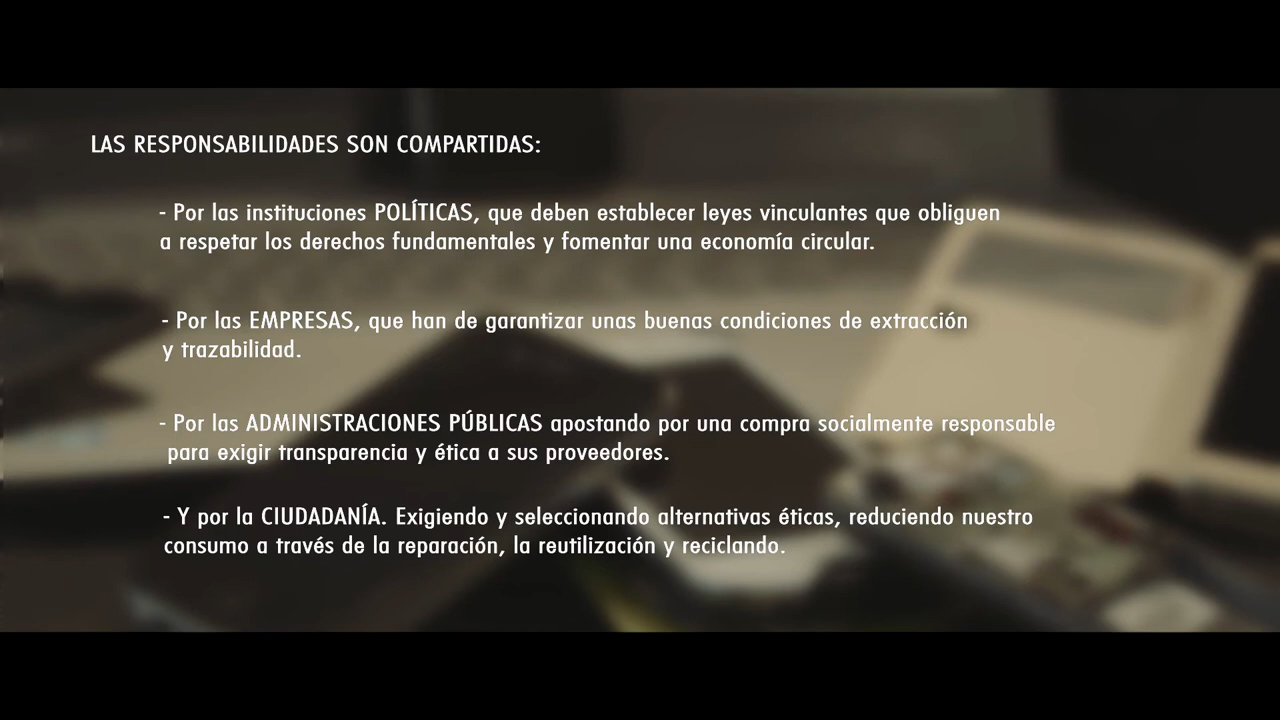 LAS RESPONSABILIDADES SON COMPARTIDAS:
- Por las instituciones POLÍTICAS, que deben establecer leyes vinculantes que obliguen
a respetar los derechos fundamentales y fomentar una economía circular.
- Por las EMPRESAS, que han de garantizar unas buenas condiciones de extracción
y trazabilidad.
- Por las ADMINISTRACIONES PÚBLICAS apostando por una compra socialmente responsable
para exigir transparencia y ética a sus proveedores.
- Y por la CIUDADANÍA. Exigiendo y seleccionando alternativas éticas, reduciendo nuestro
consumo a través de la reparación, la reutilización y reciclando.